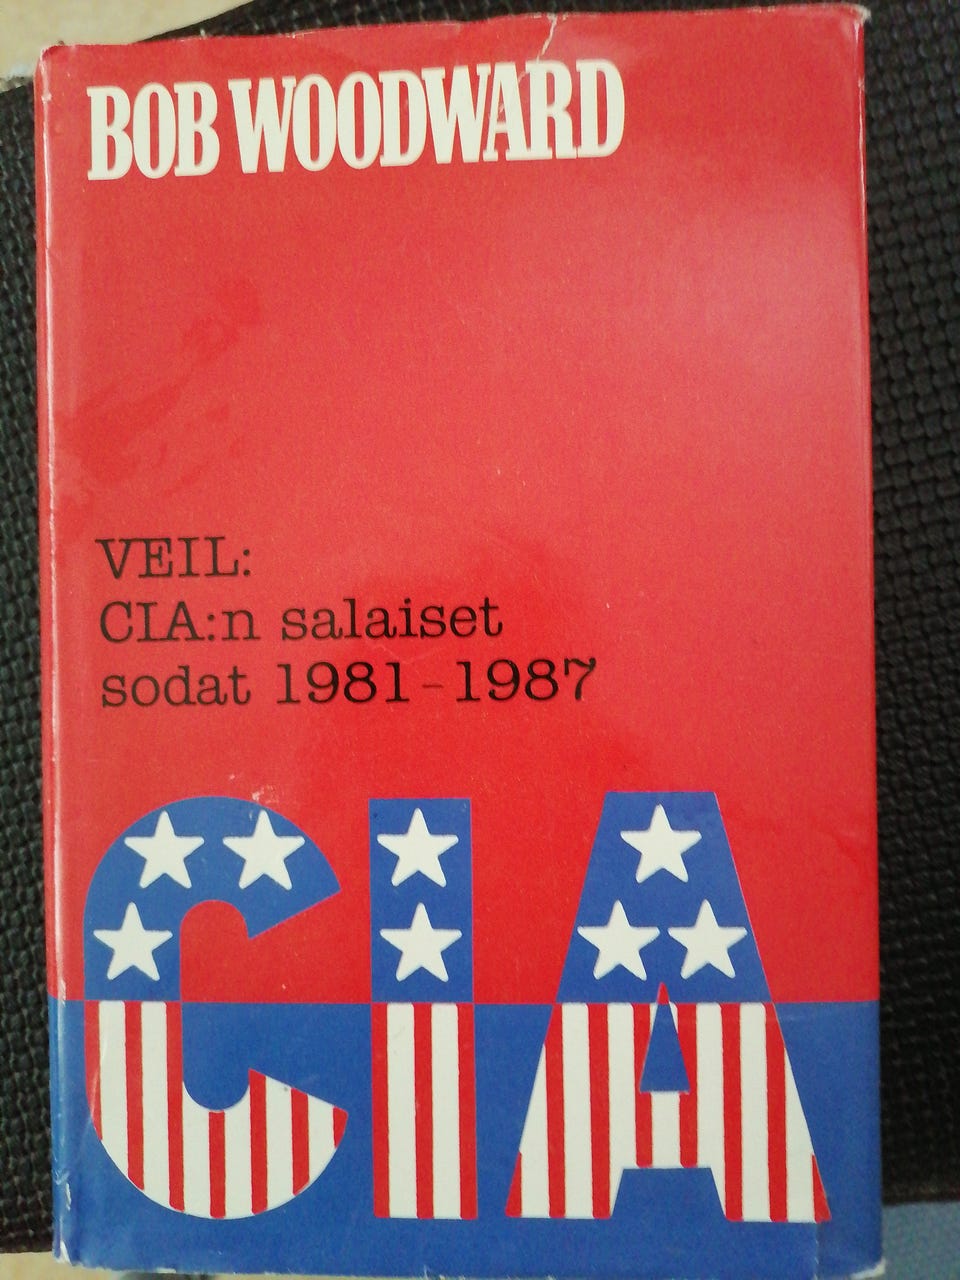 BOB WOODWARD
VEIL:
CIA:n salaiset
sodat 1981-1987
CIA